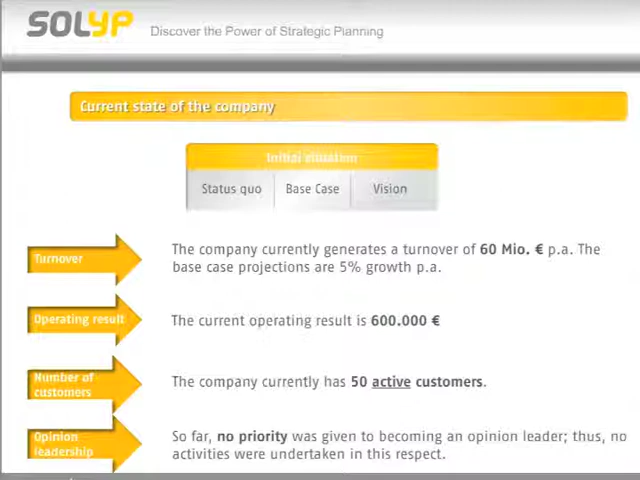 SOLYP Discover the Power of Strategic Planning
Current state of the company
Initial situation
Status quo Base Case Vision
Turnover
The company currently generates a turnover of 60 Mio. € p.a. The
base case projections are 5% growth p.a.
Operating result
The current operating result is 600.000 €
Number of
customers
The company currently has 50 active customers.
Opinion
leadership
So far, no priority was given to becoming an opinion leader; thus, no
activities were undertaken in this respect.